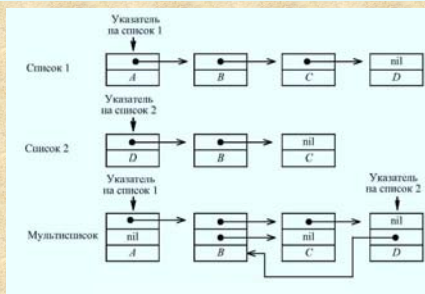 Указатель
на список 1
Список 1
nil
A
B
C
D
Указатель
на список 2
Список 2
nil
D
B
C
Указатель
на список 1
Указатель
на список 2
nil
Мультисписок
nil
nil
A
B
C
D